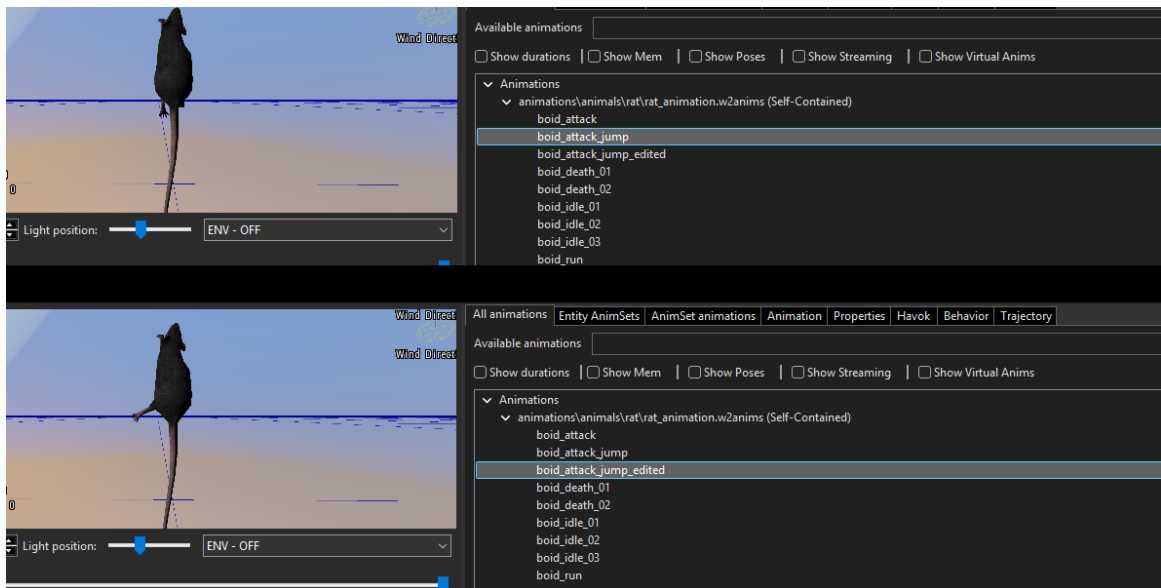 Wind Direct
0
Light position:
ENV - OFF
Available animations
Show durations | Show Mem | Show Poses | Show Streaming | Show Virtual Anims
Animations
animations\animals\rat\rat_animation.w2anims (Self-Contained)
boid_attack
boid_attack_jump
boid_attack_jump_edited
boid_death_01
boid_death_02
boid_idle_01
boid_idle_02
boid_idle_03
boid_run
Wind Direct
Wind Direct
0
Light position:
ENV - OFF
All animations Entity AnimSets AnimSet animations Animation Properties Havok Behavior Trajectory
Available animations
Show durations | Show Mem | Show Poses | Show Streaming | Show Virtual Anims
Animations
animations\animals\rat\rat_animation.w2anims (Self-Contained)
boid_attack
boid_attack_jump
boid_attack_jump_edited
boid_death_01
boid_death_02
boid_idle_01
boid_idle_02
boid_idle_03
boid_run